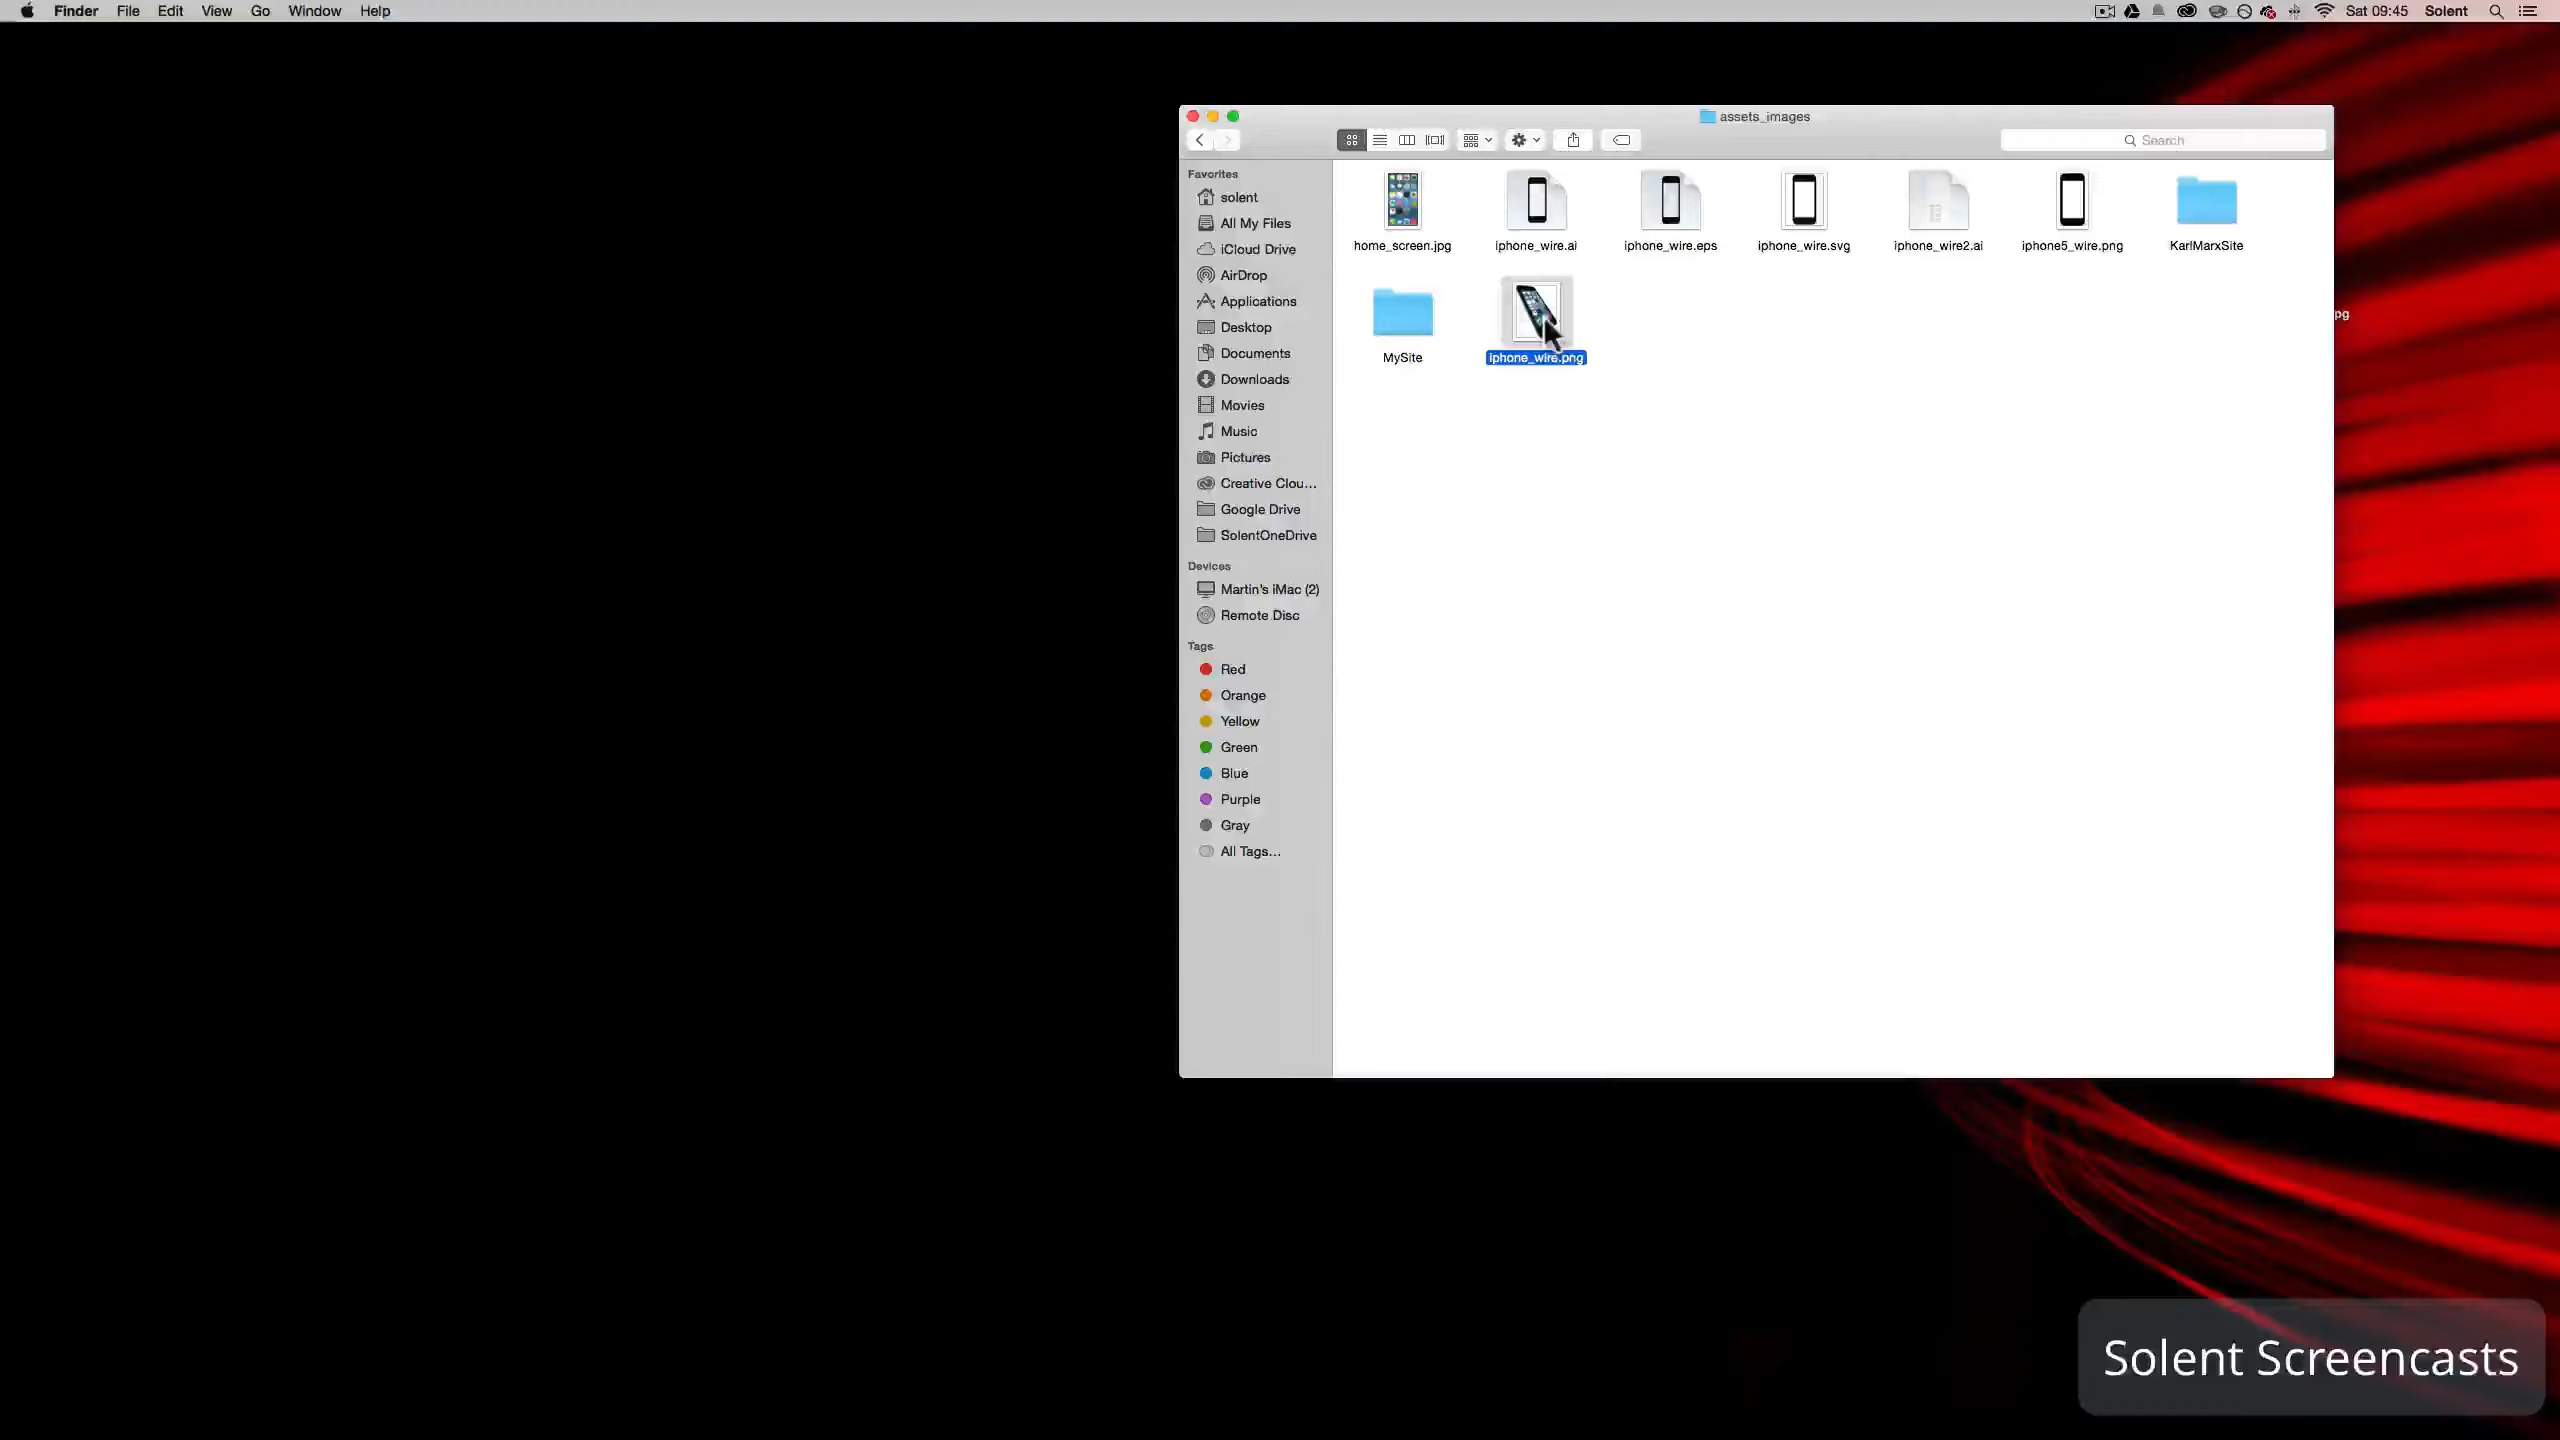 Finder File Edit View Go Window Help
Sat 09:45 Solent
assets_images
Search
Favorites
solent
All My Files
iCloud Drive
AirDrop
Applications
Desktop
Documents
Downloads
Movies
Music
Pictures
Creative Clou...
Google Drive
SolentOneDrive
Devices
Martin's iMac (2)
Remote Disc
Tags
Red
Orange
Yellow
Green
Blue
Purple
Gray
All Tags...
home_screen.jpg
iphone_wire.ai
iphone_wire.eps
iphone_wire.svg
iphone_wire2.ai
iphone5_wire.png
KarlMarxSite
MySite
iphone_wire.png
pg
Solent Screencasts